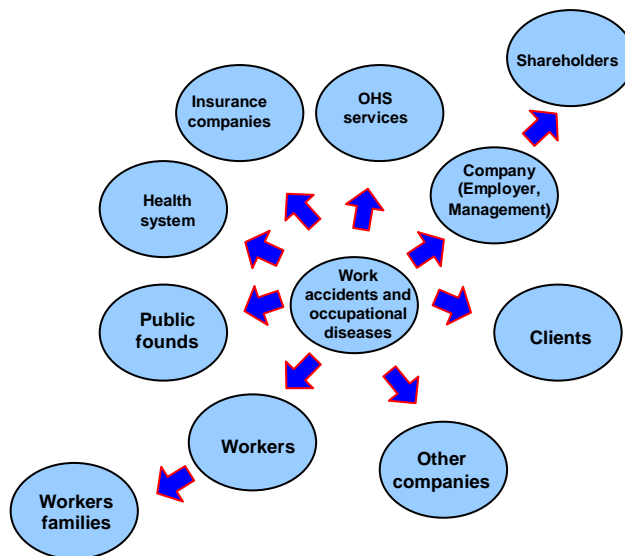 Shareholders
Insurance
companies
OHS
services
Company
(Employer,
Management)
Health
system
Work
accidents and
occupational
diseases
Public
founds
Clients
Workers
Other
companies
Workers
families